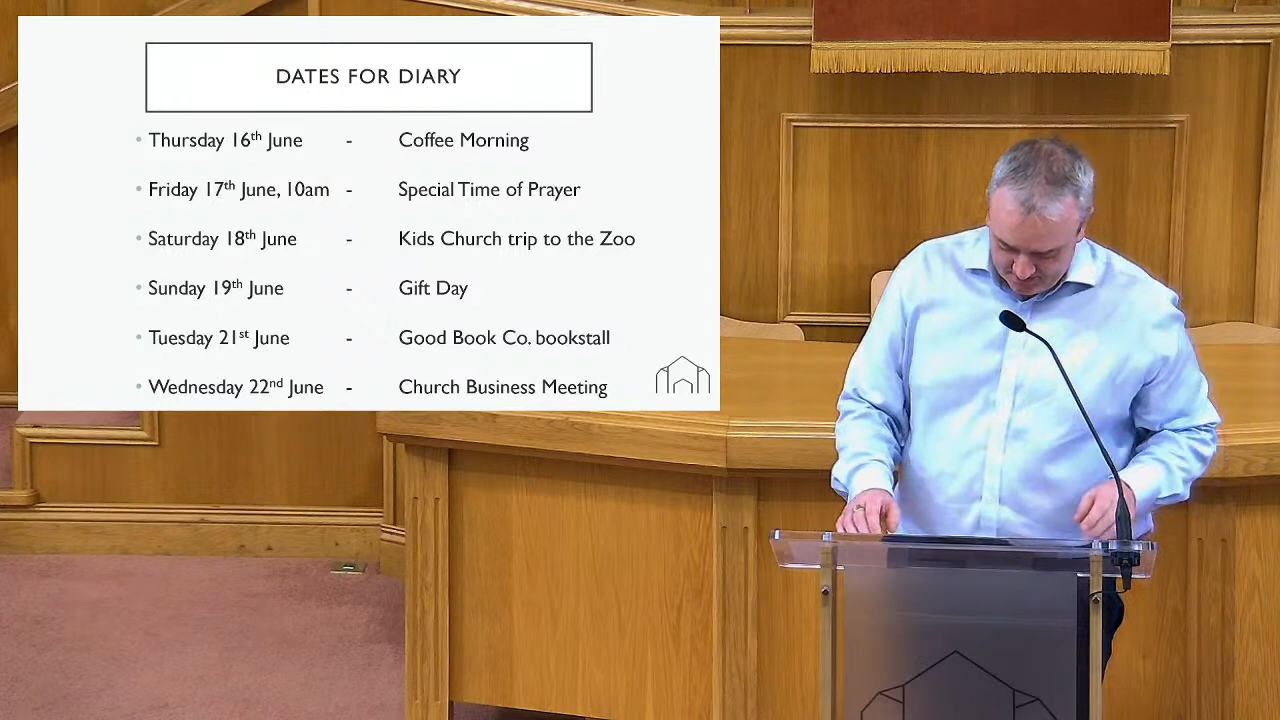 DATES FOR DIARY
• Thursday 16th June - Coffee Morning
• Friday 17th June, 10am - Special Time of Prayer
• Saturday 18th June - Kids Church trip to the Zoo
• Sunday 19th June - Gift Day
• Tuesday 21st June - Good Book Co. bookstall
• Wednesday 22nd June - Church Business Meeting